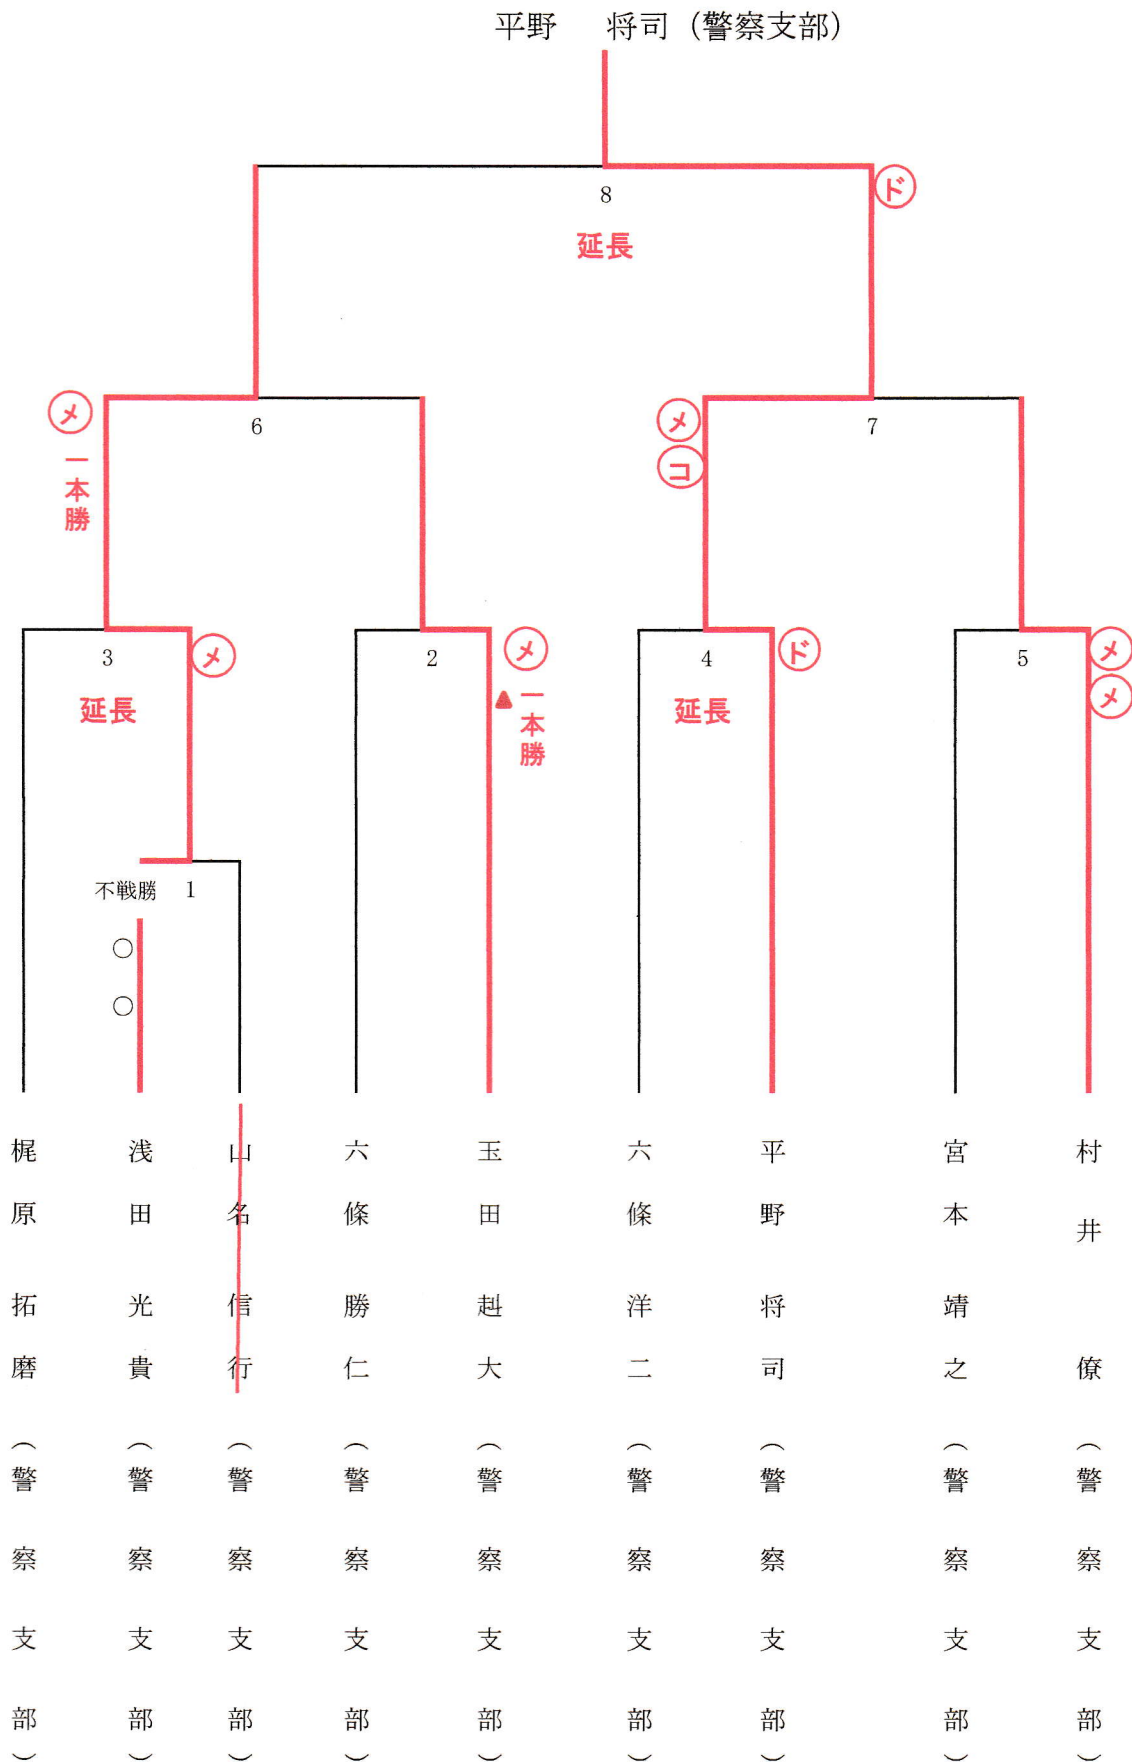 平野 将司（警察支部）
8
ド
延長
メ
一本勝
6
メ
コ
7
3
メ
延長
2
メ
▲一本勝
4
ド
延長
5
メ
メ
不戦勝 1
○
○
梶原 拓磨（警察支部）
浅田 光貴（警察支部）
山名 信行（警察支部）
六條 勝仁（警察支部）
玉田 赳大（警察支部）
六條 洋二（警察支部）
平野 将司（警察支部）
宮本 靖之（警察支部）
村井 僚（警察支部）